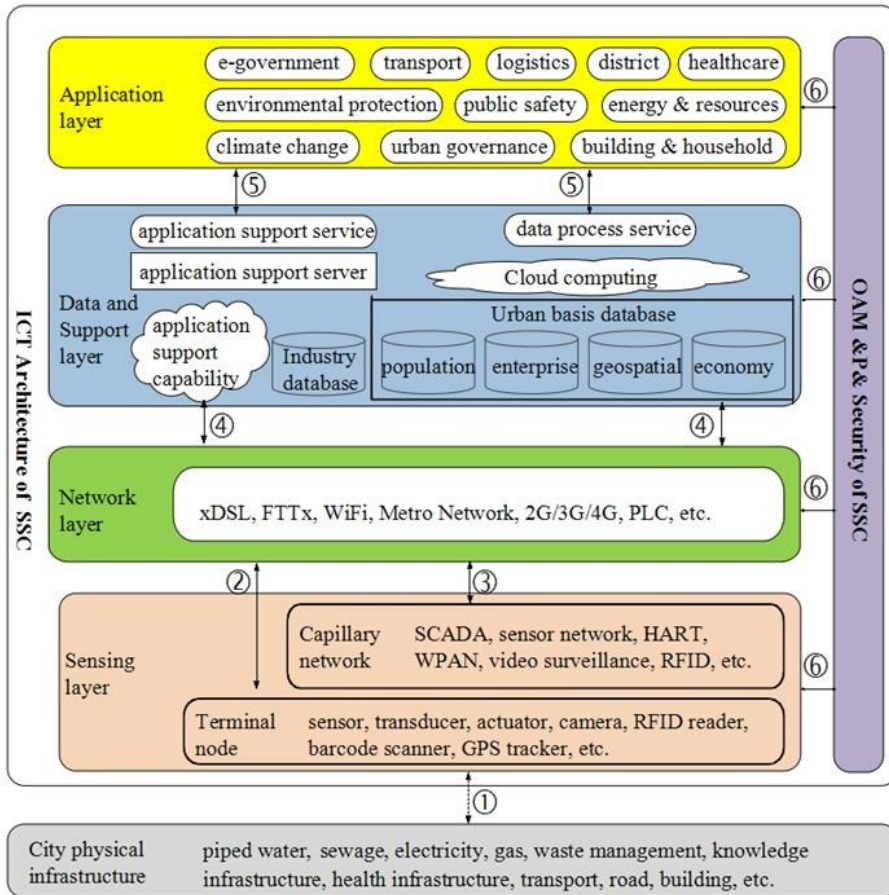 ICT Architecture of SSC
Application
layer
e-government
transport
logistics
district
healthcare
environmental protection
public safety
energy & resources
climate change
urban governance
building & household
⑥
⑤
⑤
Data and
Support
layer
application support service
data process service
application support server
Cloud computing
application
support
capability
Industry
database
Urban basis database
population
enterprise
geospatial
economy
⑥
④
④
Network
layer
xDSL, FTTx, WiFi, Metro Network, 2G/3G/4G, PLC, etc.
⑥
②
③
Sensing
layer
Capillary
network
SCADA, sensor network, HART,
WPAN, video surveillance, RFID, etc.
Terminal
node
sensor, transducer, actuator, camera, RFID reader,
barcode scanner, GPS tracker, etc.
⑥
OAM &P& Security of SSC
①
City physical
infrastructure
piped water, sewage, electricity, gas, waste management, knowledge
infrastructure, health infrastructure, transport, road, building, etc.